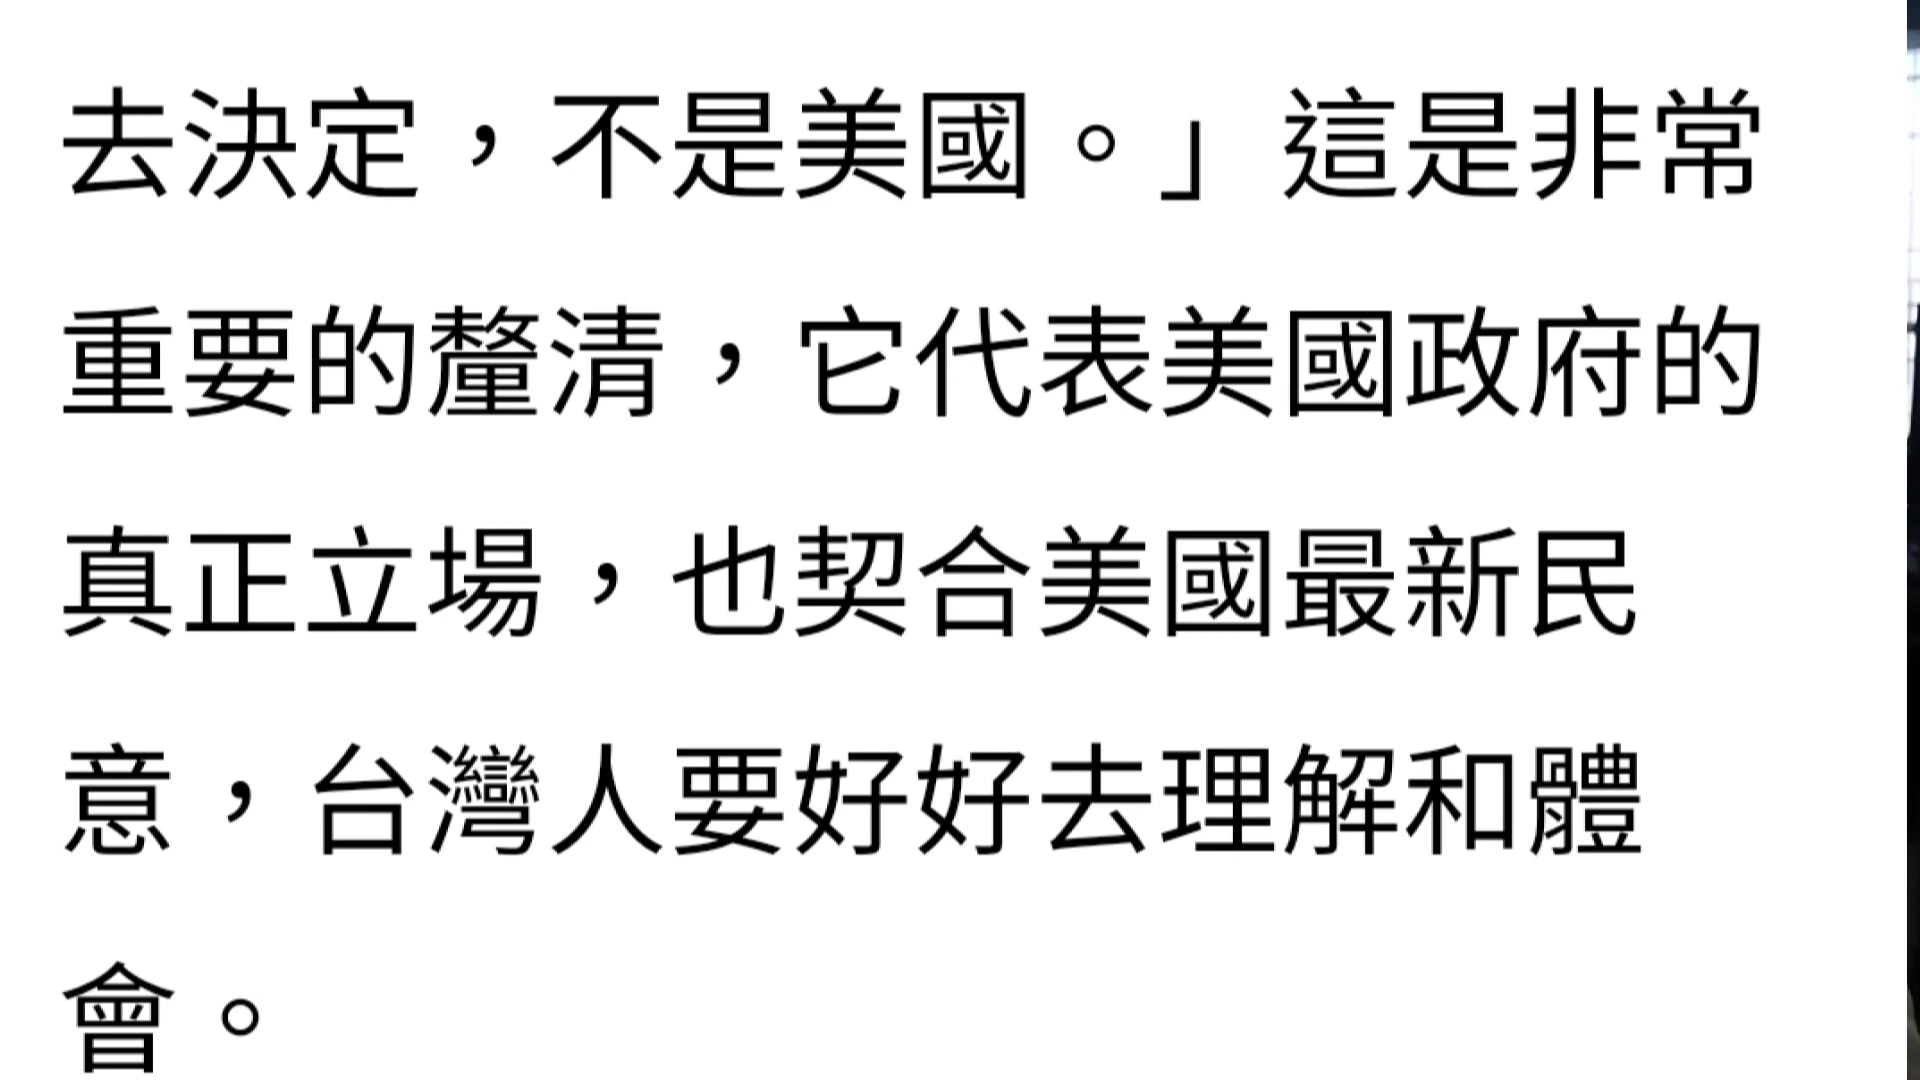 去決定，不是美國。」這是非常
重要的釐清，它代表美國政府的
真正立場，也契合美國最新民
意，台灣人要好好去理解和體
會。